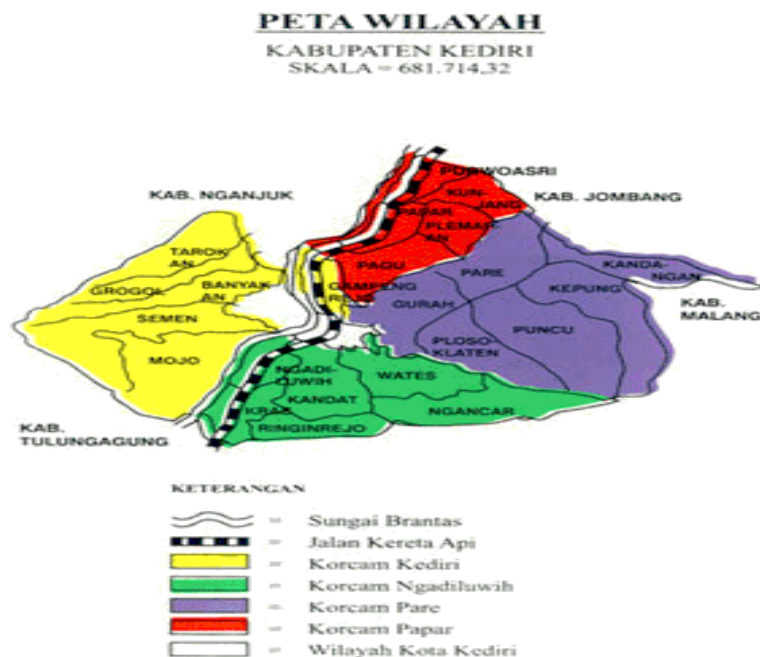 PETA WILAYAH
KABUPATEN KEDIRI
SKALA = 681.714,32
PURWOASRI
KAB. NGANJUK
KUN-
JANG
KAB. JOMBANG
PAPAR
PLEMAH-
AN
TAROK
AN
PAGU
PARE
KANDA-
NGAN
GROGOL
BANYAK
AN
GAMPENG
REJO
GURAH
KEPUNG
KAB.
MALANG
SEMEN
PUNCU
MOJO
PLOSO-
KLATEN
NGADI-
LUWIH
WATES
KANDAT
KRAS
NGANCAR
KAB.
TULUNGAGUNG
RINGINREJO
KETERANGAN
= Sungai Brantas
= Jalan Kereta Api
= Korcam Kediri
= Korcam Ngadiluwih
= Korcam Pare
= Korcam Papar
= Wilayah Kota Kediri